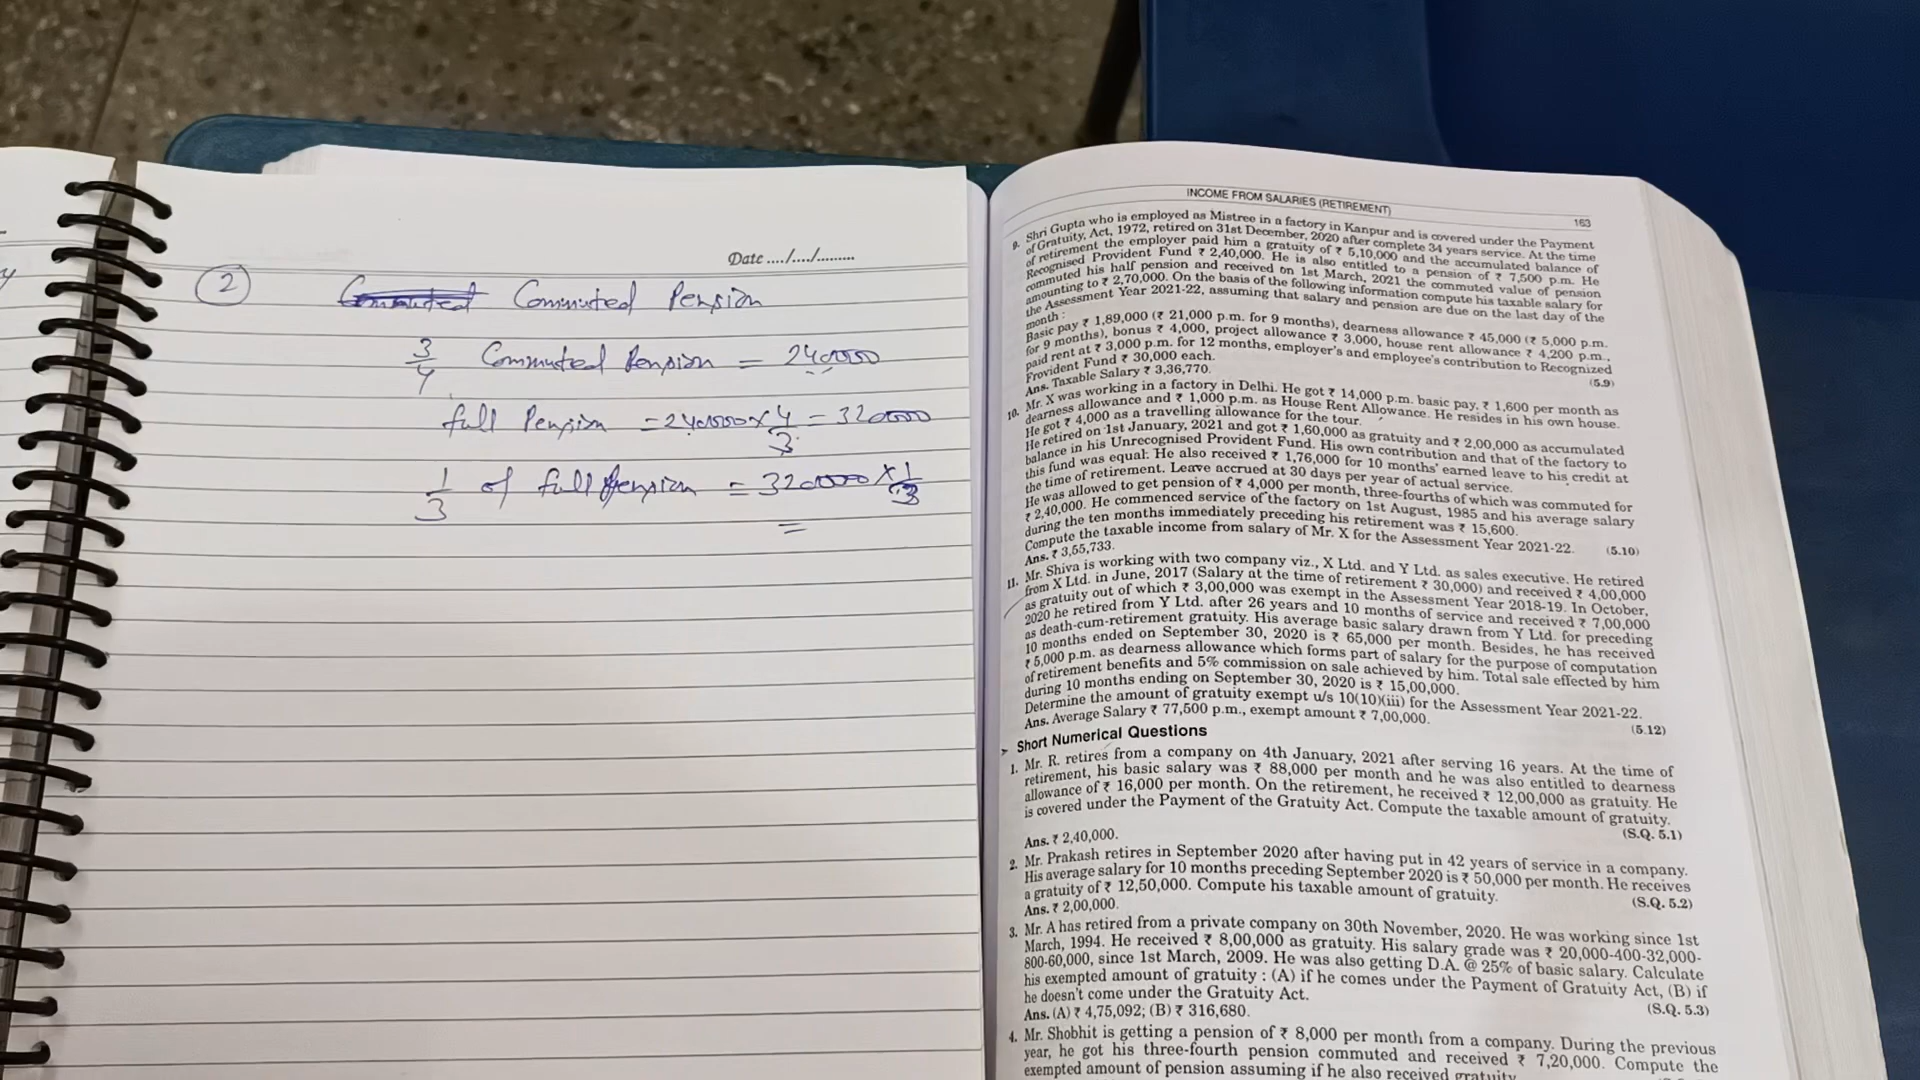 Date ..../..../.........
2 Commuted Commuted Pension
3/4 Commuted Pension = 240000
full Pension = 240000 × 4/3 = 320000
1/3 of full pension = 320000 × 1/3
=
INCOME FROM SALARIES (RETIREMENT)
163
9. Shri Gupta who is employed as Mistree in a factory in Kanpur and is covered under the Payment
of Gratuity, Act, 1972, retired on 31st December, 2020 after complete 34 years service. At the time
of retirement the employer paid him a gratuity of ₹ 5,10,000 and the accumulated balance of
Recognised Provident Fund ₹ 2,40,000. He is also entitled to a pension of ₹ 7,500 p.m. He
commuted his half pension and received on 1st March, 2021 the commuted value of pension
amounting to ₹ 2,70,000. On the basis of the following information compute his taxable salary for
the Assessment Year 2021-22, assuming that salary and pension are due on the last day of the
month :
Basic pay ₹ 1,89,000 (₹ 21,000 p.m. for 9 months), dearness allowance ₹ 45,000 (₹ 5,000 p.m.
for 9 months), bonus ₹ 4,000, project allowance ₹ 3,000, house rent allowance ₹ 4,200 p.m.,
paid rent at ₹ 3,000 p.m. for 12 months, employer's and employee's contribution to Recognized
Provident Fund ₹ 30,000 each.
Ans. Taxable Salary ₹ 3,36,770. (5.9)
10. Mr. X was working in a factory in Delhi. He got ₹ 14,000 p.m. basic pay, ₹ 1,600 per month as
dearness allowance and ₹ 1,000 p.m. as House Rent Allowance. He resides in his own house.
He got ₹ 4,000 as a travelling allowance for the tour.
He retired on 1st January, 2021 and got ₹ 1,60,000 as gratuity and ₹ 2,00,000 as accumulated
balance in his Unrecognised Provident Fund. His own contribution and that of the factory to
this fund was equal: He also received ₹ 1,76,000 for 10 months' earned leave to his credit at
the time of retirement. Leave accrued at 30 days per year of actual service.
He was allowed to get pension of ₹ 4,000 per month, three-fourths of which was commuted for
₹ 2,40,000. He commenced service of the factory on 1st August, 1985 and his average salary
during the ten months immediately preceding his retirement was ₹ 15,600.
Compute the taxable income from salary of Mr. X for the Assessment Year 2021-22.
Ans. ₹ 3,55,733. (5.10)
11. Mr. Shiva is working with two company viz., X Ltd. and Y Ltd. as sales executive. He retired
from X Ltd. in June, 2017 (Salary at the time of retirement ₹ 30,000) and received ₹ 4,00,000
as gratuity out of which ₹ 3,00,000 was exempt in the Assessment Year 2018-19. In October,
2020 he retired from Y Ltd. after 26 years and 10 months of service and received ₹ 7,00,000
as death-cum-retirement gratuity. His average basic salary drawn from Y Ltd. for preceding
10 months ended on September 30, 2020 is ₹ 65,000 per month. Besides, he has received
₹ 5,000 p.m. as dearness allowance which forms part of salary for the purpose of computation
of retirement benefits and 5% commission on sale achieved by him. Total sale effected by him
during 10 months ending on September 30, 2020 is ₹ 15,00,000.
Determine the amount of gratuity exempt u/s 10(10)(iii) for the Assessment Year 2021-22.
Ans. Average Salary ₹ 77,500 p.m., exempt amount ₹ 7,00,000. (5.12)
➤ Short Numerical Questions
1. Mr. R. retires from a company on 4th January, 2021 after serving 16 years. At the time of
retirement, his basic salary was ₹ 88,000 per month and he was also entitled to dearness
allowance of ₹ 16,000 per month. On the retirement, he received ₹ 12,00,000 as gratuity. He
is covered under the Payment of the Gratuity Act. Compute the taxable amount of gratuity.
Ans. ₹ 2,40,000. (S.Q. 5.1)
2. Mr. Prakash retires in September 2020 after having put in 42 years of service in a company.
His average salary for 10 months preceding September 2020 is ₹ 50,000 per month. He receives
a gratuity of ₹ 12,50,000. Compute his taxable amount of gratuity.
Ans. ₹ 2,00,000. (S.Q. 5.2)
3. Mr. A has retired from a private company on 30th November, 2020. He was working since 1st
March, 1994. He received ₹ 8,00,000 as gratuity. His salary grade was ₹ 20,000-400-32,000-
800-60,000, since 1st March, 2009. He was also getting D.A. @ 25% of basic salary. Calculate
his exempted amount of gratuity : (A) if he comes under the Payment of Gratuity Act, (B) if
he doesn't come under the Gratuity Act.
Ans. (A) ₹ 4,75,092; (B) ₹ 316,680. (S.Q. 5.3)
4. Mr. Shobhit is getting a pension of ₹ 8,000 per month from a company. During the previous
year, he got his three-fourth pension commuted and received ₹ 7,20,000. Compute the
exempted amount of pension assuming if he also received gratuity